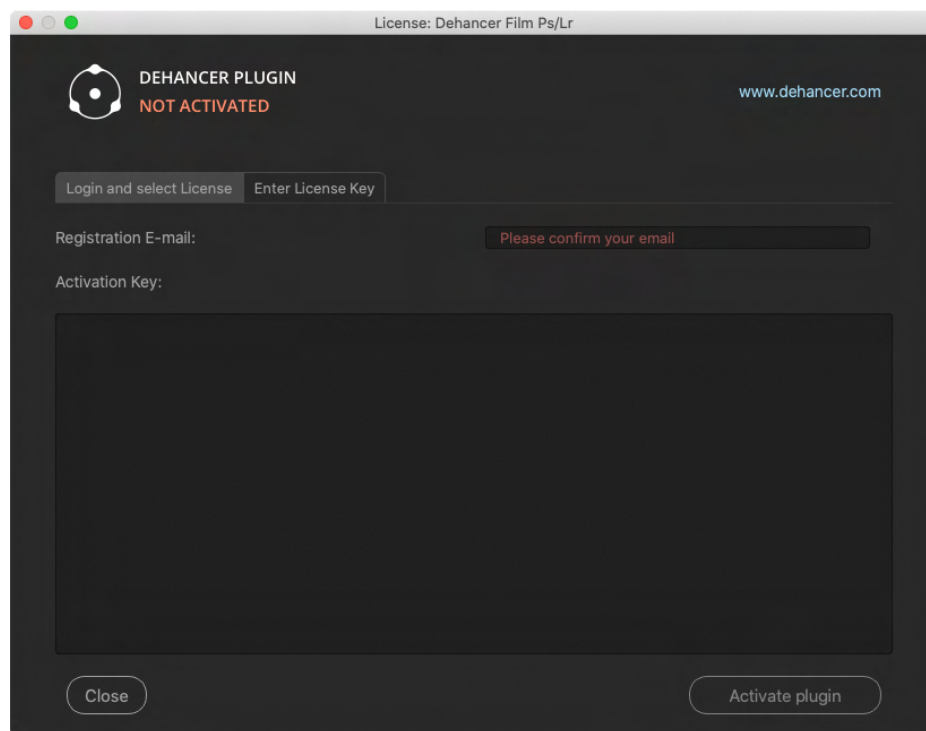 License: Dehancer Film Ps/Lr
DEHANCER PLUGIN
NOT ACTIVATED
www.dehancer.com
Login and select License
Enter License Key
Registration E-mail:
Please confirm your email
Activation Key:
Close
Activate plugin